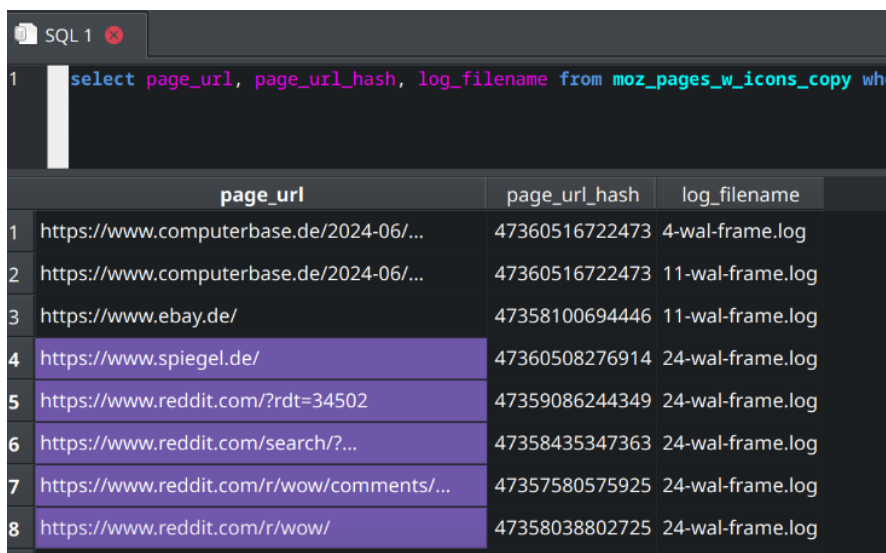 SQL 1
1 select page_url, page_url_hash, log_filename from moz_pages_w_icons_copy
page_url page_url_hash log_filename
1 https://www.computerbase.de/2024-06/... 47360516722473 4-wal-frame.log
2 https://www.computerbase.de/2024-06/... 47360516722473 11-wal-frame.log
3 https://www.ebay.de/ 47358100694446 11-wal-frame.log
4 https://www.spiegel.de/ 47360508276914 24-wal-frame.log
5 https://www.reddit.com/?rdt=34502 47359086244349 24-wal-frame.log
6 https://www.reddit.com/search/?... 47358435347363 24-wal-frame.log
7 https://www.reddit.com/r/wow/comments/... 47357580575925 24-wal-frame.log
8 https://www.reddit.com/r/wow/ 47358038802725 24-wal-frame.log